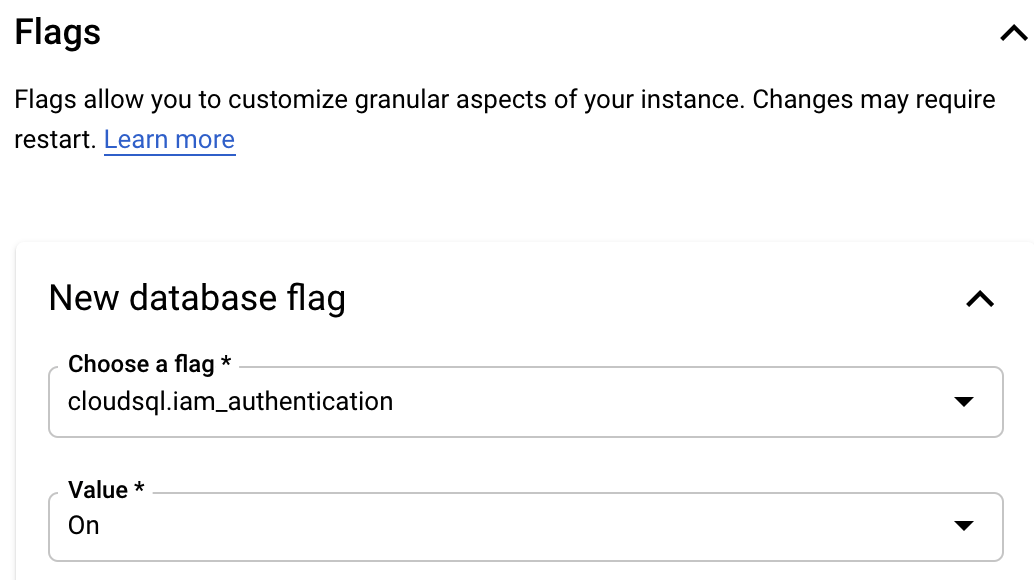 Flags
Flags allow you to customize granular aspects of your instance. Changes may require
restart. Learn more
New database flag
Choose a flag *
cloudsql.iam_authentication
Value *
On